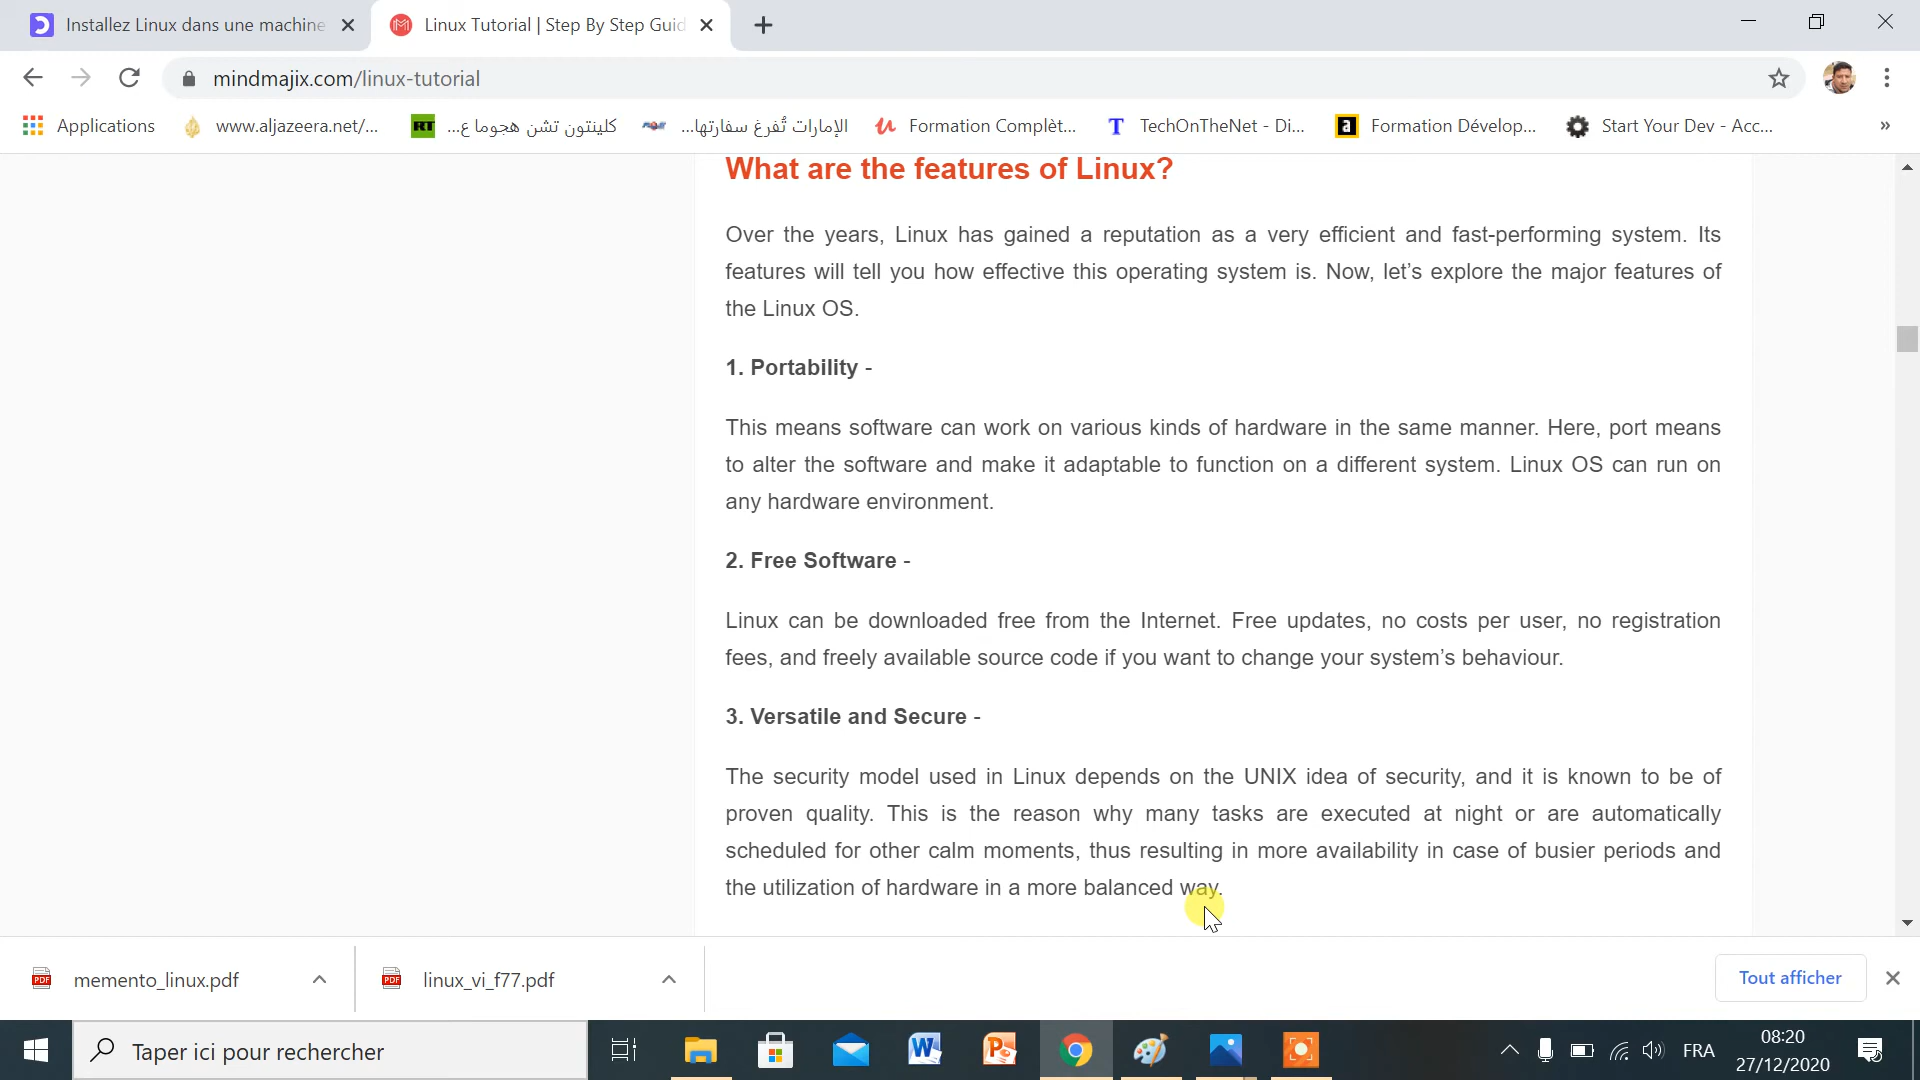 Installez Linux dans une machine
Linux Tutorial | Step By Step Guid
mindmajix.com/linux-tutorial
Applications
www.aljazeera.net/...
RT
كلينتون تشن هجوما ع...
الإمارات تُفرغ سفارتها...
Formation Complèt...
T
TechOnTheNet - Di...
a
Formation Dévelop...
Start Your Dev - Acc...
»
What are the features of Linux?
Over the years, Linux has gained a reputation as a very efficient and fast-performing system. Its
features will tell you how effective this operating system is. Now, let’s explore the major features of
the Linux OS.
1. Portability -
This means software can work on various kinds of hardware in the same manner. Here, port means
to alter the software and make it adaptable to function on a different system. Linux OS can run on
any hardware environment.
2. Free Software -
Linux can be downloaded free from the Internet. Free updates, no costs per user, no registration
fees, and freely available source code if you want to change your system’s behaviour.
3. Versatile and Secure -
The security model used in Linux depends on the UNIX idea of security, and it is known to be of
proven quality. This is the reason why many tasks are executed at night or are automatically
scheduled for other calm moments, thus resulting in more availability in case of busier periods and
the utilization of hardware in a more balanced way.
PDF
memento_linux.pdf
PDF
linux_vi_f77.pdf
Tout afficher
Taper ici pour rechercher
W
P
FRA
08:20
27/12/2020